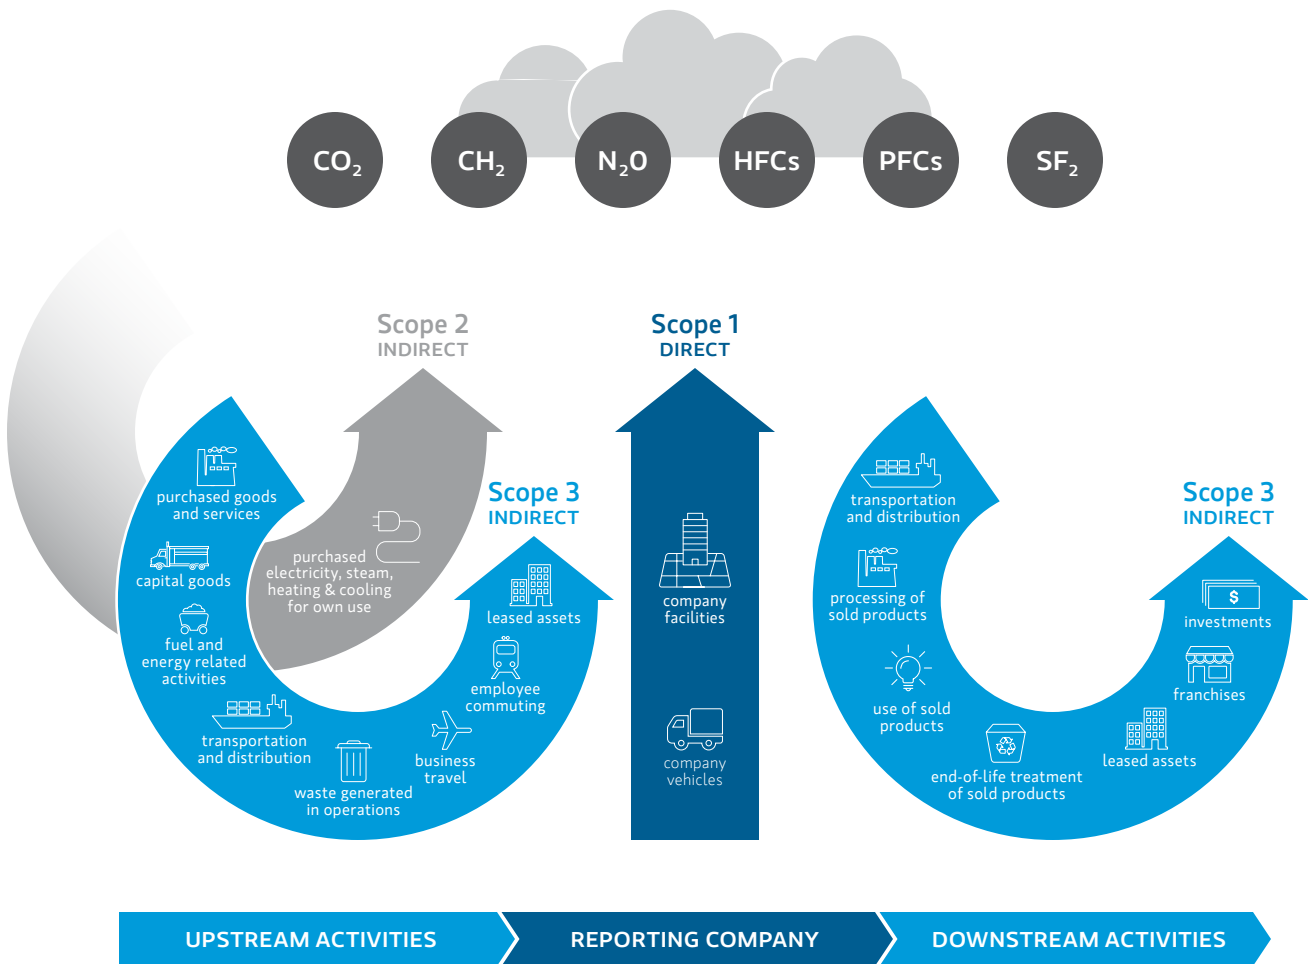 CO₂
CH₂
N₂0
HFCs
PFCs
SF₂
Scope 2
INDIRECT
Scope 1
DIRECT
Scope 3
INDIRECT
Scope 3
INDIRECT
purchased goods
and services
capital goods
fuel and
energy related
activities
transportation
and distribution
waste generated
in operations
business
travel
employee
commuting
leased assets
purchased
electricity, steam,
heating & cooling
for own use
company
facilities
company
vehicles
transportation
and distribution
processing of
sold products
use of sold
products
end-of-life treatment
of sold products
leased assets
franchises
$
investments
UPSTREAM ACTIVITIES
REPORTING COMPANY
DOWNSTREAM ACTIVITIES